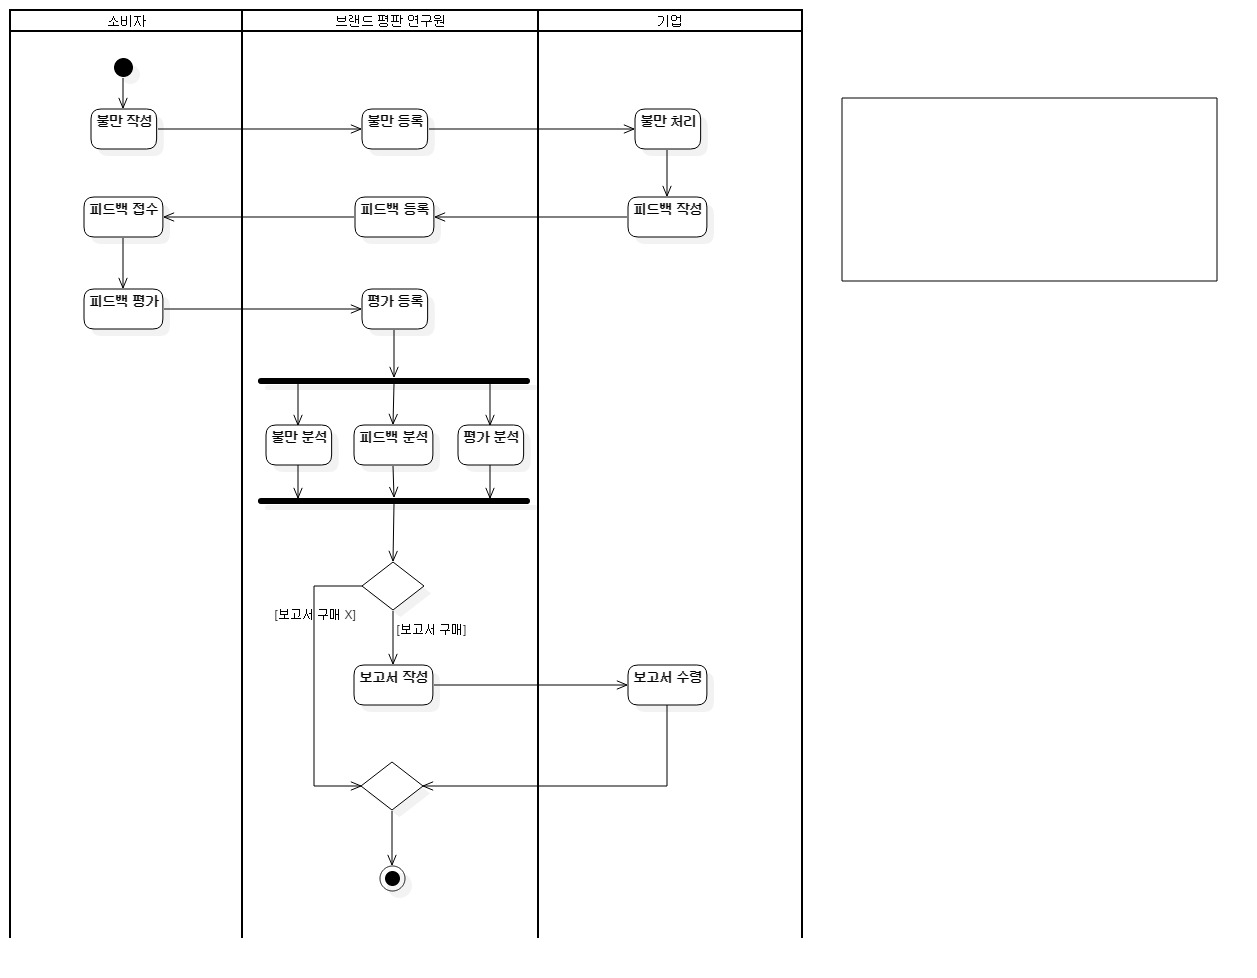 소비자
브랜드 평판 연구원
기업
불만 작성
불만 등록
불만 처리
피드백 접수
피드백 등록
피드백 작성
피드백 평가
평가 등록
불만 분석
피드백 분석
평가 분석
[보고서 구매 X]
[보고서 구매]
보고서 작성
보고서 수령